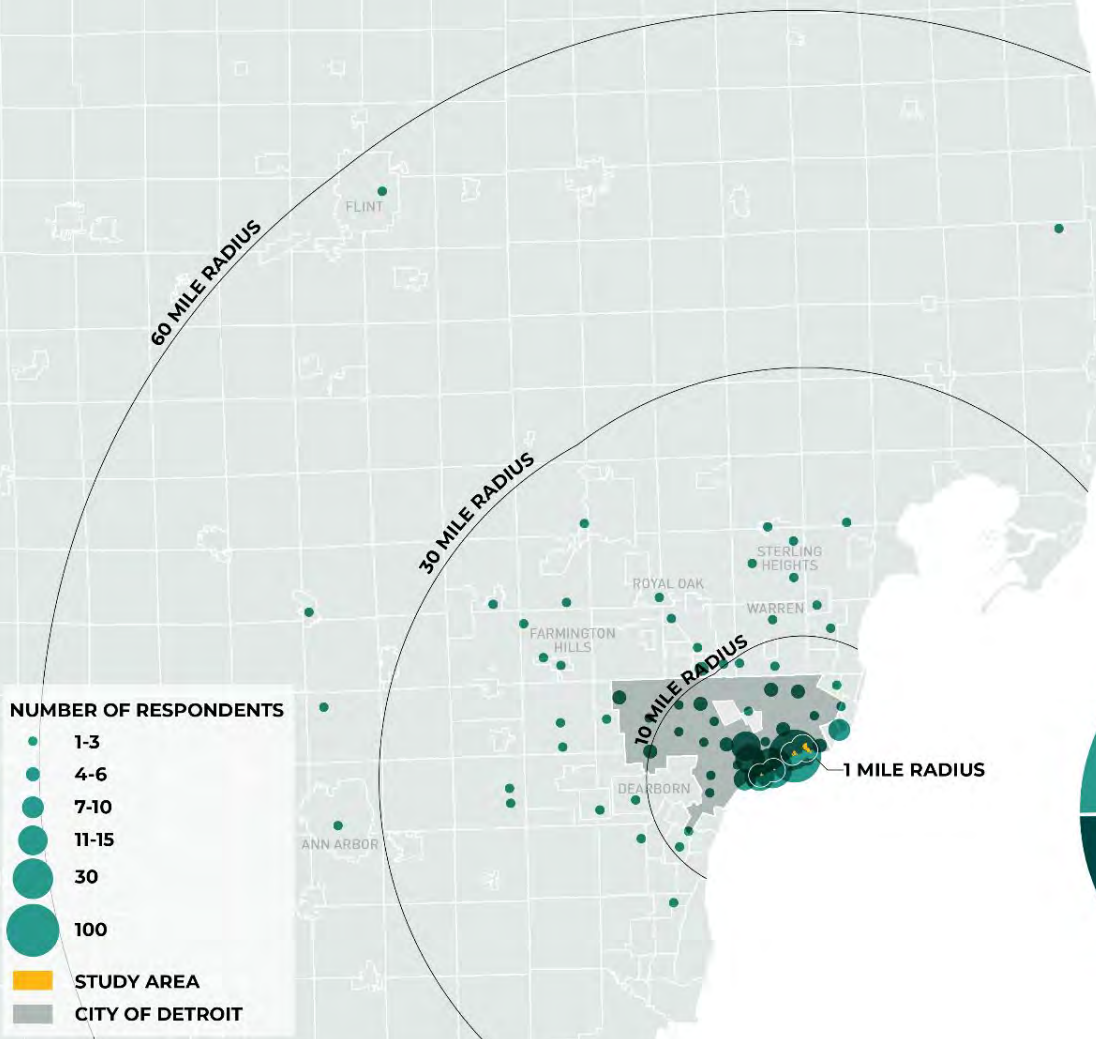 FLINT
60 MILE RADIUS
30 MILE RADIUS
STERLING
HEIGHTS
ROYAL OAK
WARREN
FARMINGTON
HILLS
10 MILE RADIUS
1 MILE RADIUS
DEARBORN
ANN ARBOR
NUMBER OF RESPONDENTS
1-3
4-6
7-10
11-15
30
100
STUDY AREA
CITY OF DETROIT